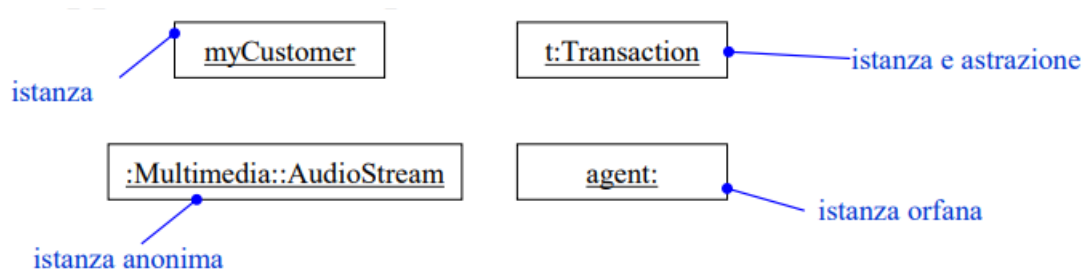 myCustomer
t:Transaction
istanza e astrazione
istanza
:Multimedia::AudioStream
agent:
istanza orfana
istanza anonima